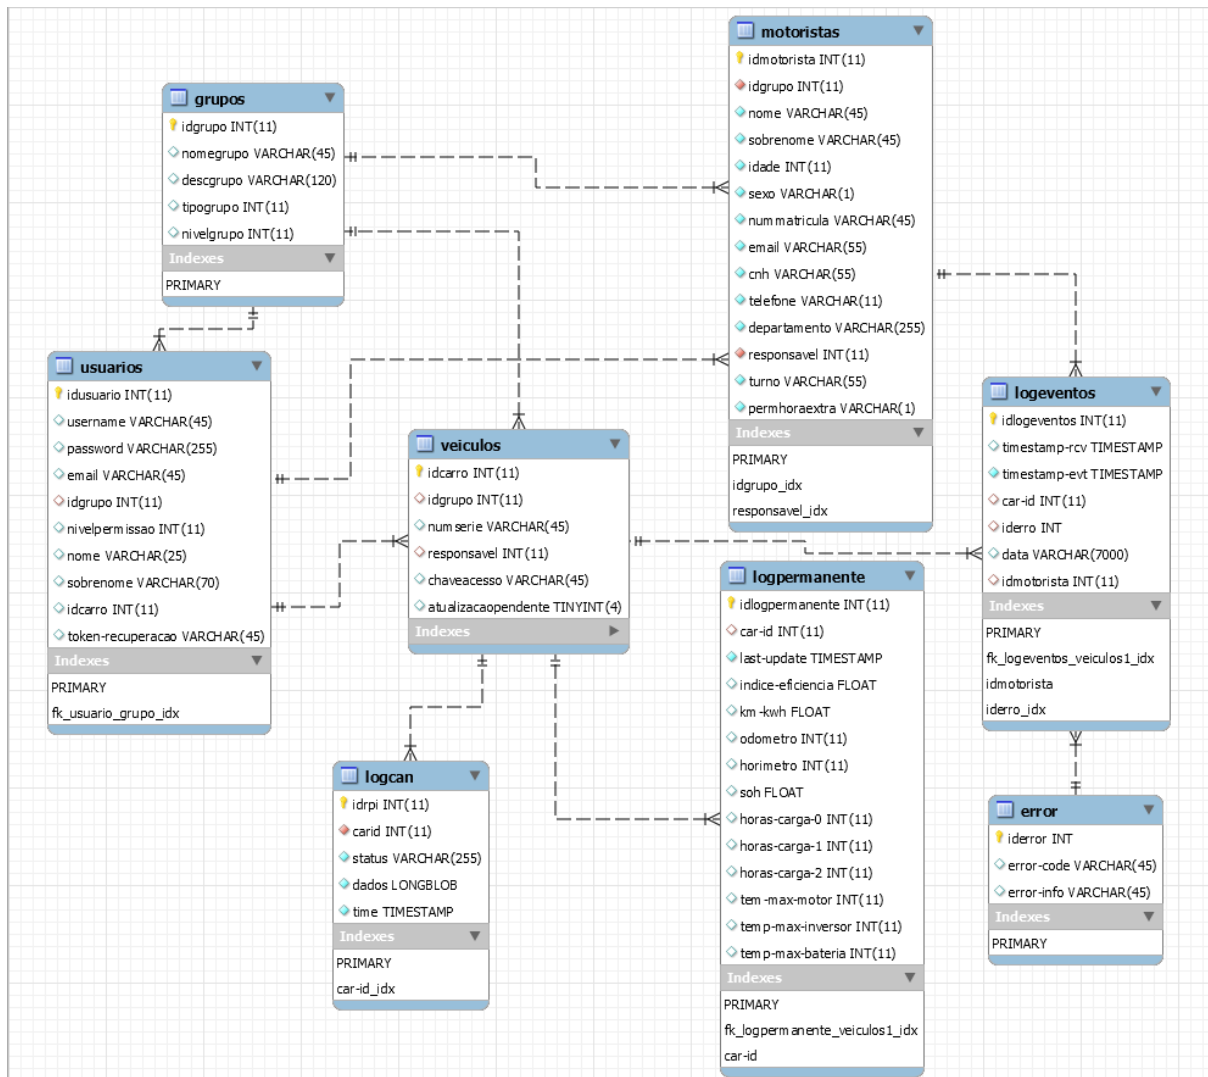 motoristas
idmotorista INT(11)
idgrupo INT(11)
nome VARCHAR(45)
sobrenome VARCHAR(45)
idade INT(11)
sexo VARCHAR(1)
nummatricula VARCHAR(45)
email VARCHAR(55)
cnh VARCHAR(55)
telefone VARCHAR(11)
departamento VARCHAR(255)
responsavel INT(11)
turno VARCHAR(55)
permhoraextra VARCHAR(1)
Indexes
PRIMARY
idgrupo_idx
responsavel_idx
grupos
idgrupo INT(11)
nomegrupo VARCHAR(45)
descgrupo VARCHAR(120)
tipogrupo INT(11)
nivelgrupo INT(11)
Indexes
PRIMARY
usuarios
idusuario INT(11)
username VARCHAR(45)
password VARCHAR(255)
email VARCHAR(45)
idgrupo INT(11)
nivelpermissao INT(11)
nome VARCHAR(25)
sobrenome VARCHAR(70)
idcarro INT(11)
token-recuperacao VARCHAR(45)
Indexes
PRIMARY
fk_usuario_grupo_idx
veiculos
idcarro INT(11)
idgrupo INT(11)
numserie VARCHAR(45)
responsavel INT(11)
chaveacesso VARCHAR(45)
atualizacaopendente TINYINT(4)
Indexes
logeventos
idlogeventos INT(11)
timestamp-rcv TIMESTAMP
timestamp-evt TIMESTAMP
car-id INT(11)
iderro INT
data VARCHAR(7000)
idmotorista INT(11)
Indexes
PRIMARY
fk_logeventos_veiculos1_idx
idmotorista
iderro_idx
logpermanente
idlogpermanente INT(11)
car-id INT(11)
last-update TIMESTAMP
indice-eficiencia FLOAT
km-kwh FLOAT
odometro INT(11)
horimetro INT(11)
soh FLOAT
horas-carga-0 INT(11)
horas-carga-1 INT(11)
horas-carga-2 INT(11)
tem-max-motor INT(11)
temp-max-inversor INT(11)
temp-max-bateria INT(11)
Indexes
PRIMARY
fk_logpermanente_veiculos1_idx
car-id
logcan
idrpi INT(11)
carid INT(11)
status VARCHAR(255)
dados LONGBLOB
time TIMESTAMP
Indexes
PRIMARY
car-id_idx
error
iderror INT
error-code VARCHAR(45)
error-info VARCHAR(45)
Indexes
PRIMARY